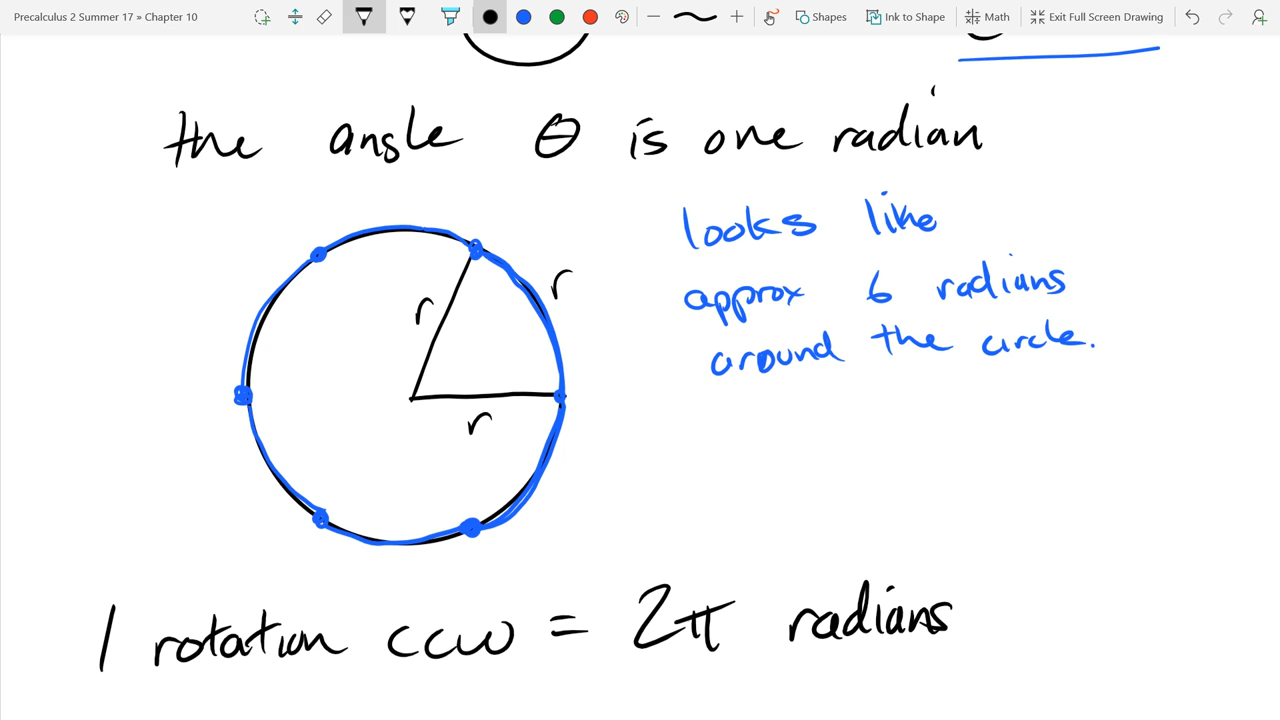 Precalculus 2 Summer 17 » Chapter 10
Shapes
Ink to Shape
Math
Exit Full Screen Drawing
the angle θ is one radian
looks like
approx 6 radians
around the circle.
r
r
r
1 rotation ccw = 2π radians